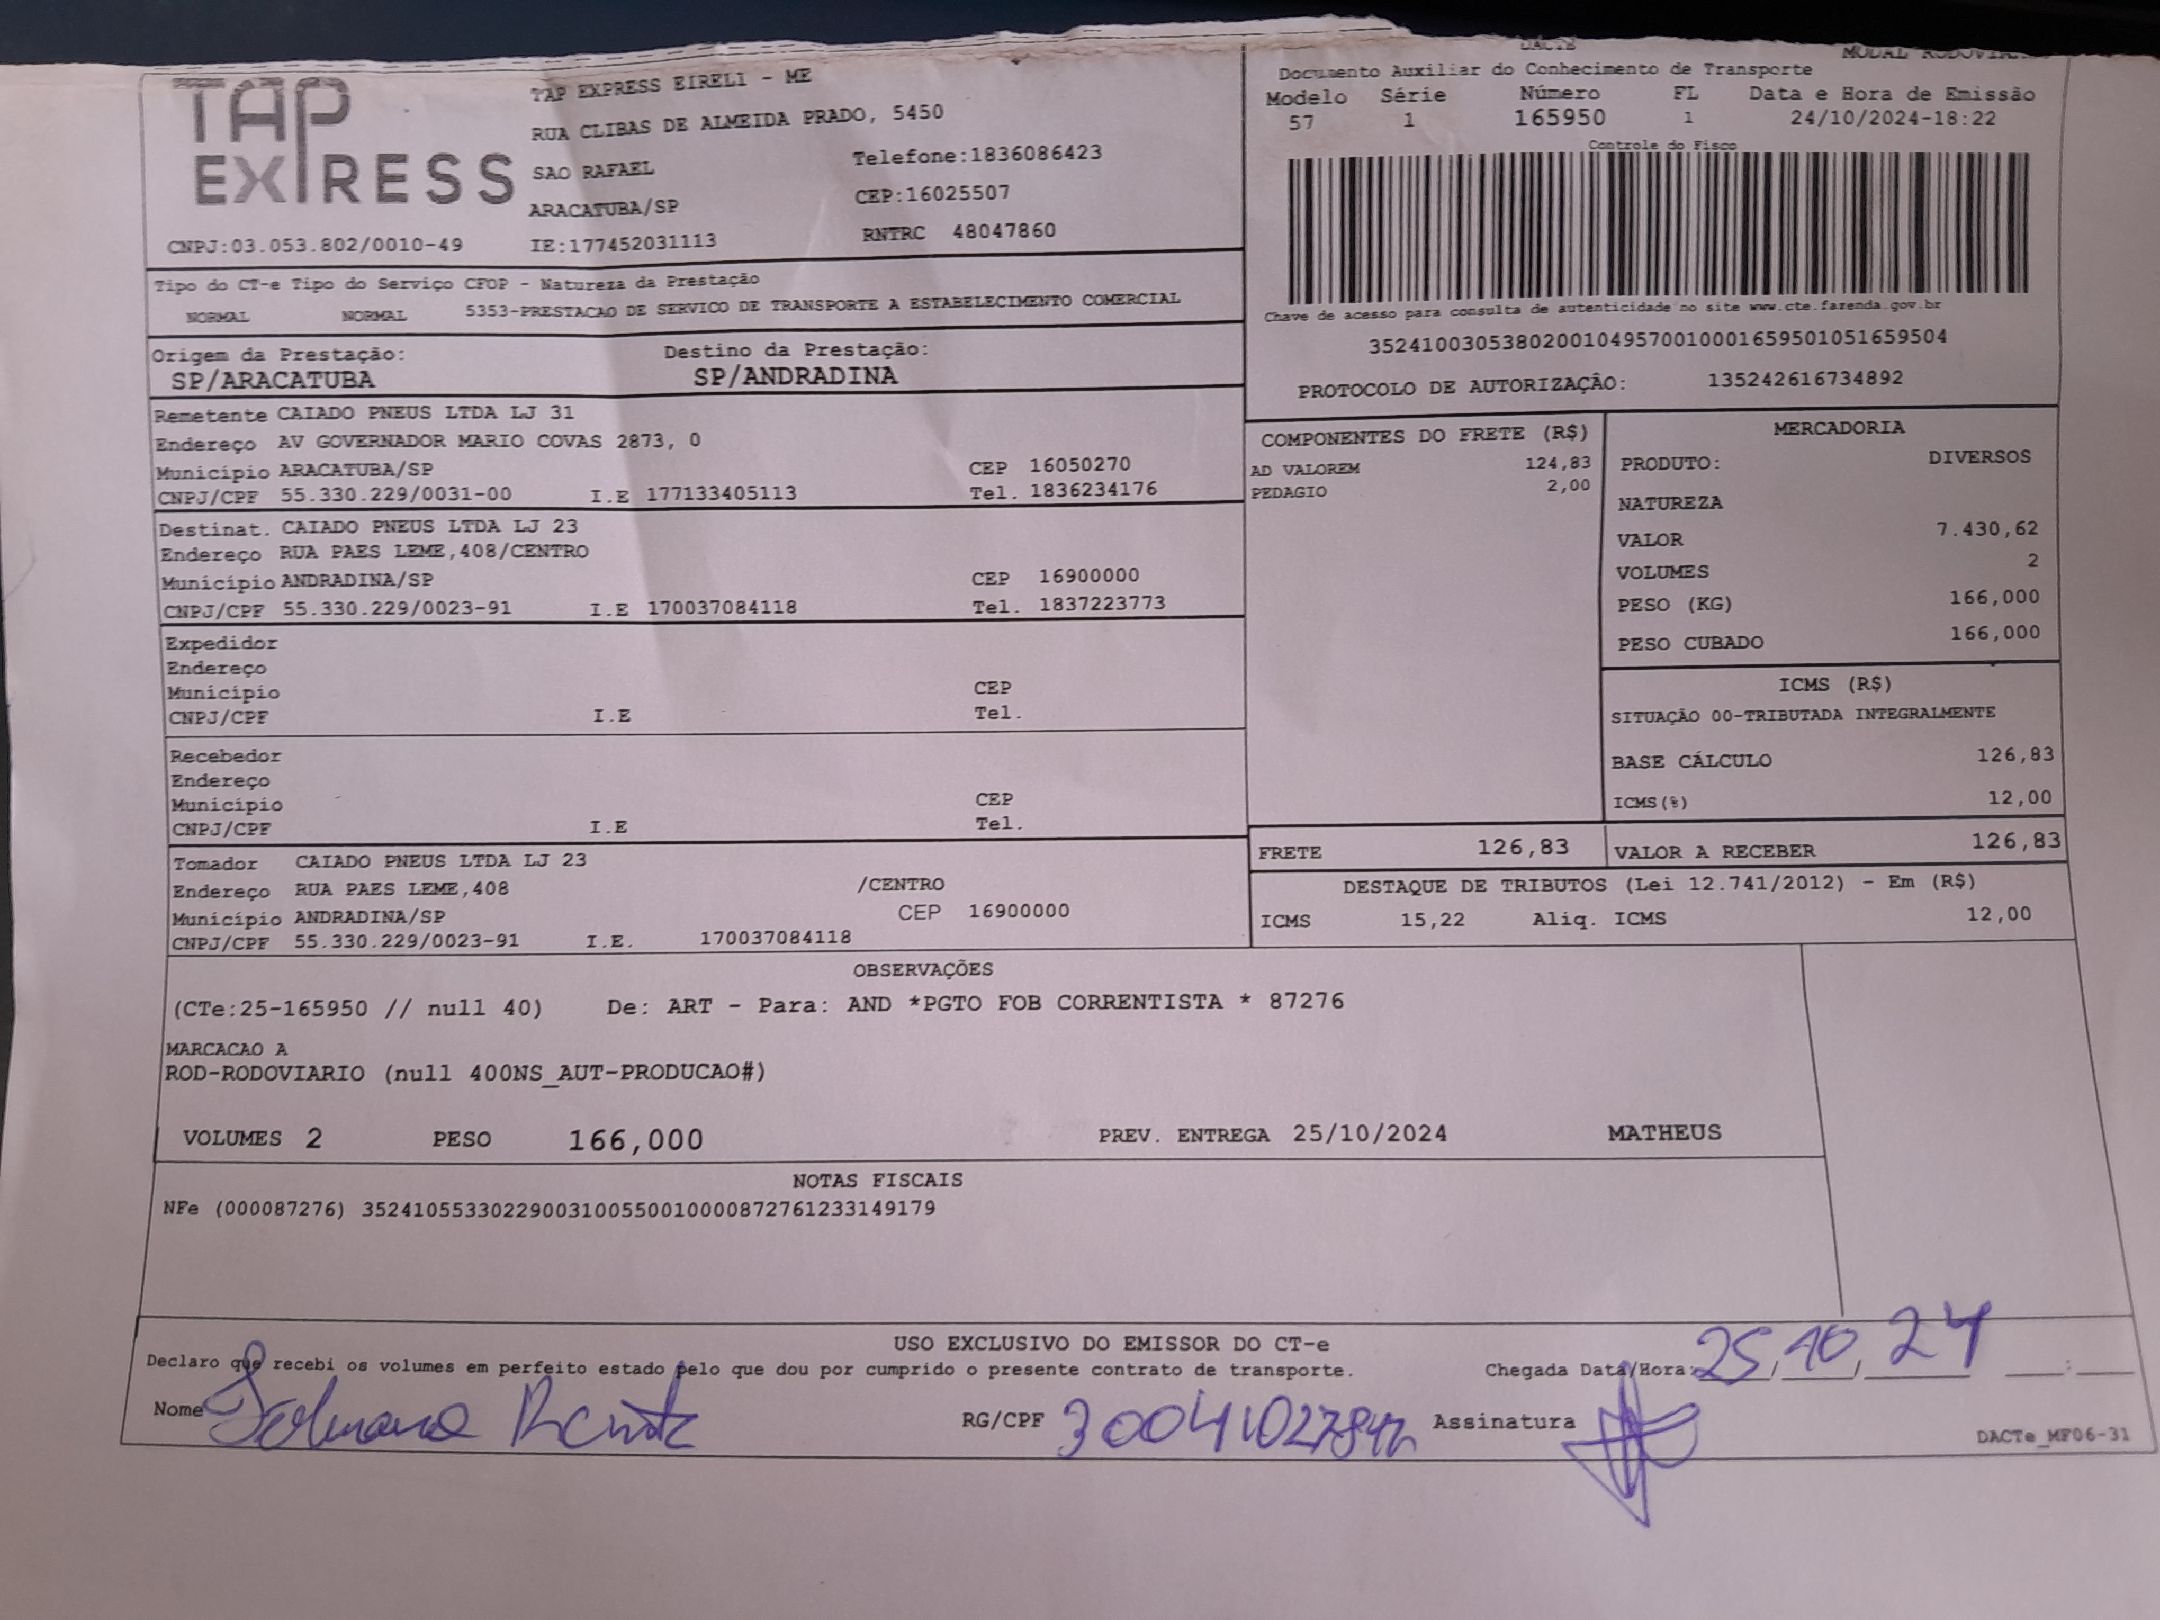 TAP
EXPRESS
TAP EXPRESS EIRELI - ME
RUA CLIBAS DE ALMEIDA PRADO, 5450
SAO RAFAEL Telefone:1836086423
ARACATUBA/SP CEP:16025507
CNPJ:03.053.802/0010-49 IE:177452031113 RNTRC 48047860
DACTE MODAL
Documento Auxiliar do Conhecimento de Transporte
Modelo Série Número FL Data e Hora de Emissão
57 1 165950 1 24/10/2024-18:22
Controle do Fisco
Chave de acesso para consulta de autenticidade no site www.cte.fazenda.gov.br
35241003053802001049570010001659501051659504
PROTOCOLO DE AUTORIZAÇÃO: 135242616734892
Tipo do CT-e Tipo do Serviço CFOP - Natureza da Prestação
NORMAL NORMAL 5353-PRESTACAO DE SERVICO DE TRANSPORTE A ESTABELECIMENTO COMERCIAL
Origem da Prestação: Destino da Prestação:
SP/ARACATUBA SP/ANDRADINA
Remetente CAIADO PNEUS LTDA LJ 31
Endereço AV GOVERNADOR MARIO COVAS 2873, 0
Município ARACATUBA/SP CEP 16050270
CNPJ/CPF 55.330.229/0031-00 I.E 177133405113 Tel. 1836234176
Destinat. CAIADO PNEUS LTDA LJ 23
Endereço RUA PAES LEME,408/CENTRO
Município ANDRADINA/SP CEP 16900000
CNPJ/CPF 55.330.229/0023-91 I.E 170037084118 Tel. 1837223773
Expedidor
Endereço
Município CEP
CNPJ/CPF I.E Tel.
Recebedor
Endereço
Município CEP
CNPJ/CPF I.E Tel.
Tomador CAIADO PNEUS LTDA LJ 23
Endereço RUA PAES LEME,408 /CENTRO
Município ANDRADINA/SP CEP 16900000
CNPJ/CPF 55.330.229/0023-91 I.E. 170037084118
COMPONENTES DO FRETE (R$)
AD VALOREM 124,83
PEDAGIO 2,00
MERCADORIA
PRODUTO: DIVERSOS
NATUREZA
VALOR 7.430,62
VOLUMES 2
PESO (KG) 166,000
PESO CUBADO 166,000
ICMS (R$)
SITUAÇÃO 00-TRIBUTADA INTEGRALMENTE
BASE CÁLCULO 126,83
ICMS(%) 12,00
FRETE 126,83 VALOR A RECEBER 126,83
DESTAQUE DE TRIBUTOS (Lei 12.741/2012) - Em (R$)
ICMS 15,22 Aliq. ICMS 12,00
OBSERVAÇÕES
(CTe:25-165950 // null 40) De: ART - Para: AND *PGTO FOB CORRENTISTA * 87276
MARCACAO A
ROD-RODOVIARIO (null 400NS_AUT-PRODUCAO#)
VOLUMES 2 PESO 166,000 PREV. ENTREGA 25/10/2024 MATHEUS
NOTAS FISCAIS
NFe (000087276) 35241055330229003100550010000872761233149179
USO EXCLUSIVO DO EMISSOR DO CT-e
Declaro que recebi os volumes em perfeito estado pelo que dou por cumprido o presente contrato de transporte. Chegada Data/Hora: 25/10/24 :
Nome RG/CPF Assinatura
DACTe_MF06-31